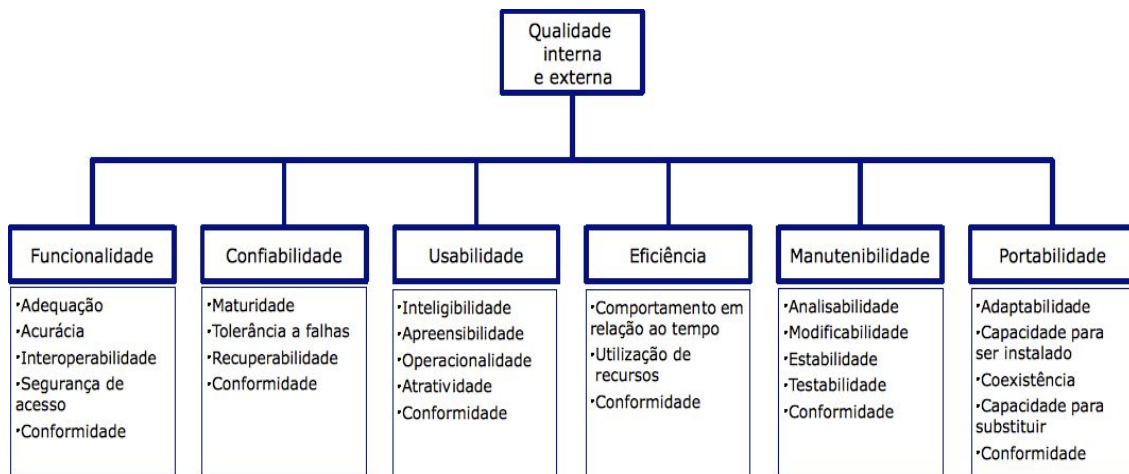 Qualidade
interna
e externa
Funcionalidade
·Adequação
·Acurácia
·Interoperabilidade
·Segurança de
acesso
·Conformidade
Confiabilidade
·Maturidade
·Tolerância a falhas
·Recuperabilidade
·Conformidade
Usabilidade
·Inteligibilidade
·Apreensibilidade
·Operacionalidade
·Atratividade
·Conformidade
Eficiência
·Comportamento em
relação ao tempo
·Utilização de
recursos
·Conformidade
Manutenibilidade
·Analisabilidade
·Modificabilidade
·Estabilidade
·Testabilidade
·Conformidade
Portabilidade
·Adaptabilidade
·Capacidade para
ser instalado
·Coexistência
·Capacidade para
substituir
·Conformidade